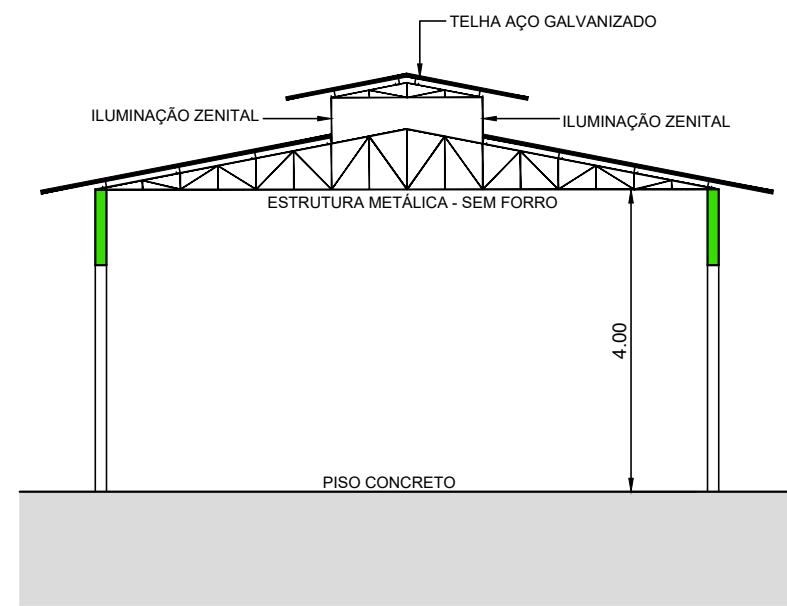 TELHA AÇO GALVANIZADO
ILUMINAÇÃO ZENITAL
ILUMINAÇÃO ZENITAL
ESTRUTURA METÁLICA - SEM FORRO
4.00
PISO CONCRETO